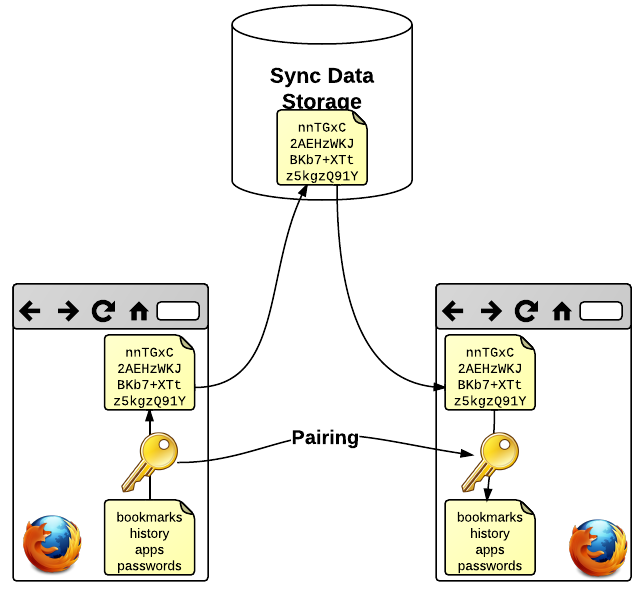 Sync Data
Storage
nnTGxC
2AEHzWKJ
BKb7+XTt
z5kgzQ91Y
nnTGxC
2AEHzWKJ
BKb7+XTt
z5kgzQ91Y
nnTGxC
2AEHzWKJ
BKb7+XTt
z5kgzQ91Y
Pairing
bookmarks
history
apps
passwords
bookmarks
history
apps
passwords